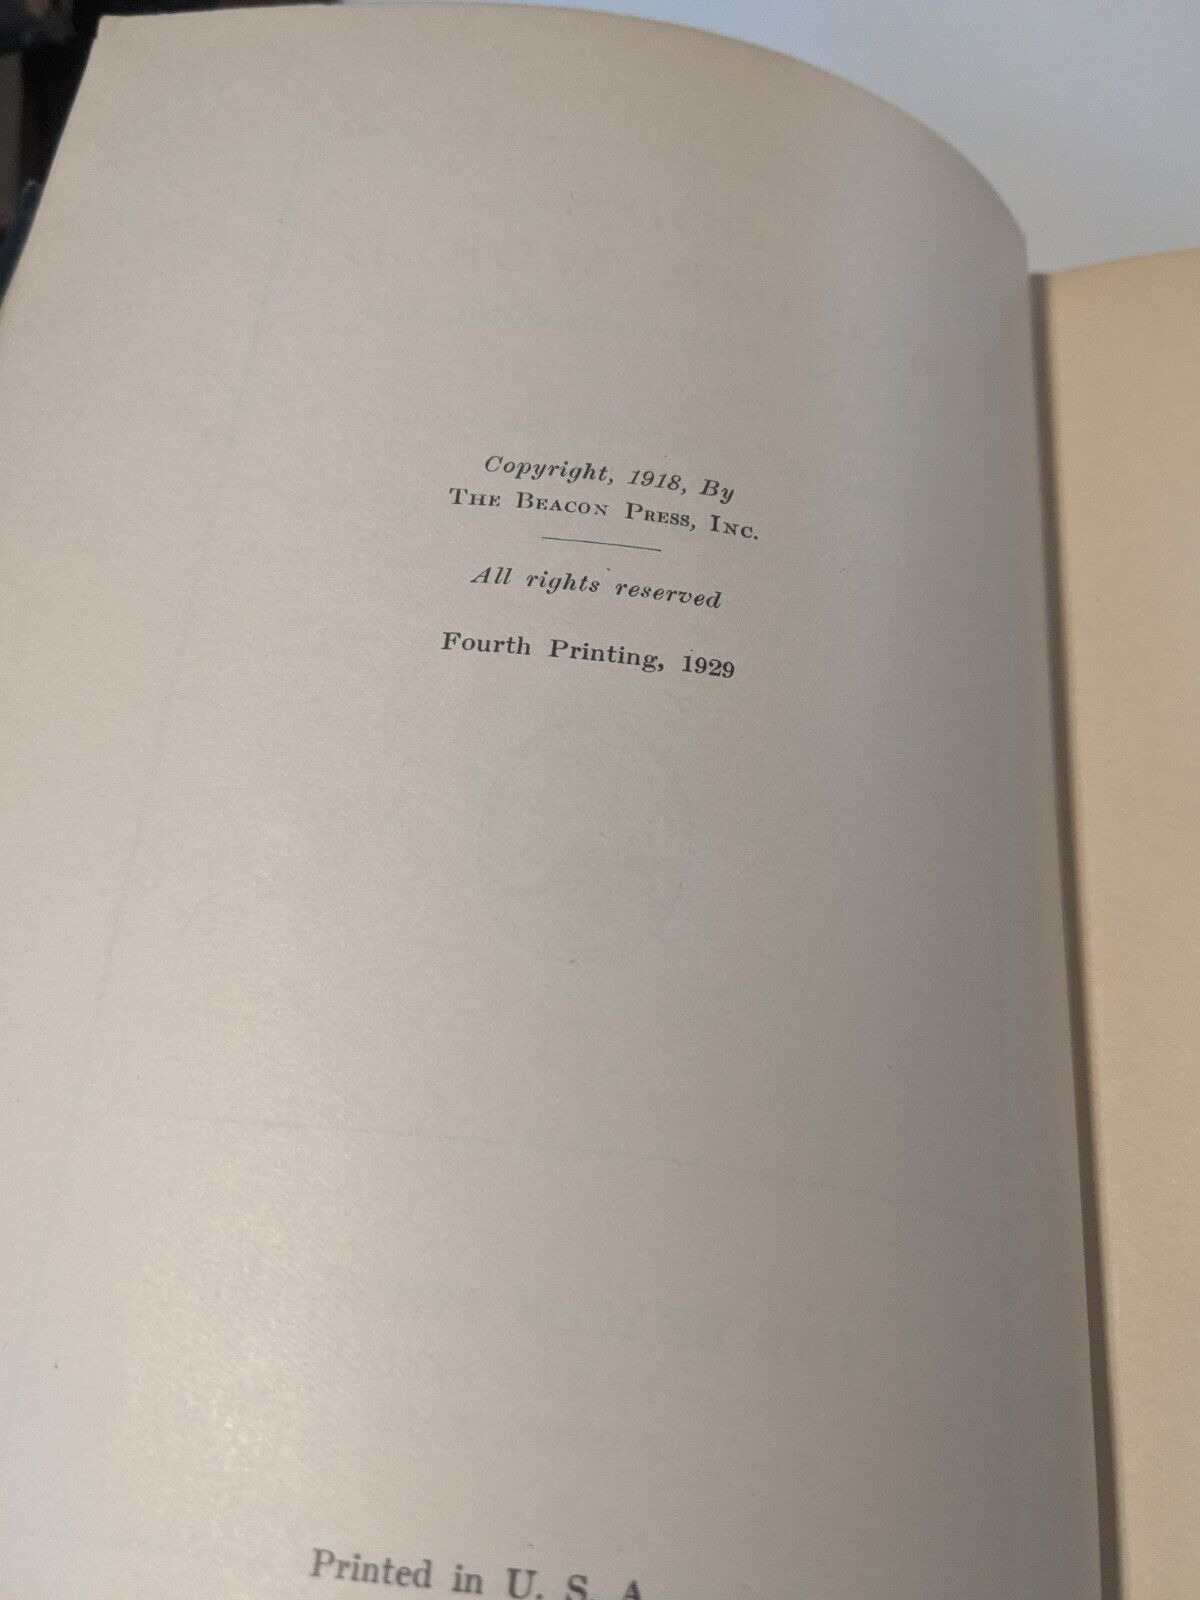 Copyright, 1918, By
THE BEACON PRESS, INC.
All rights reserved
Fourth Printing, 1929
Printed in U. S. A